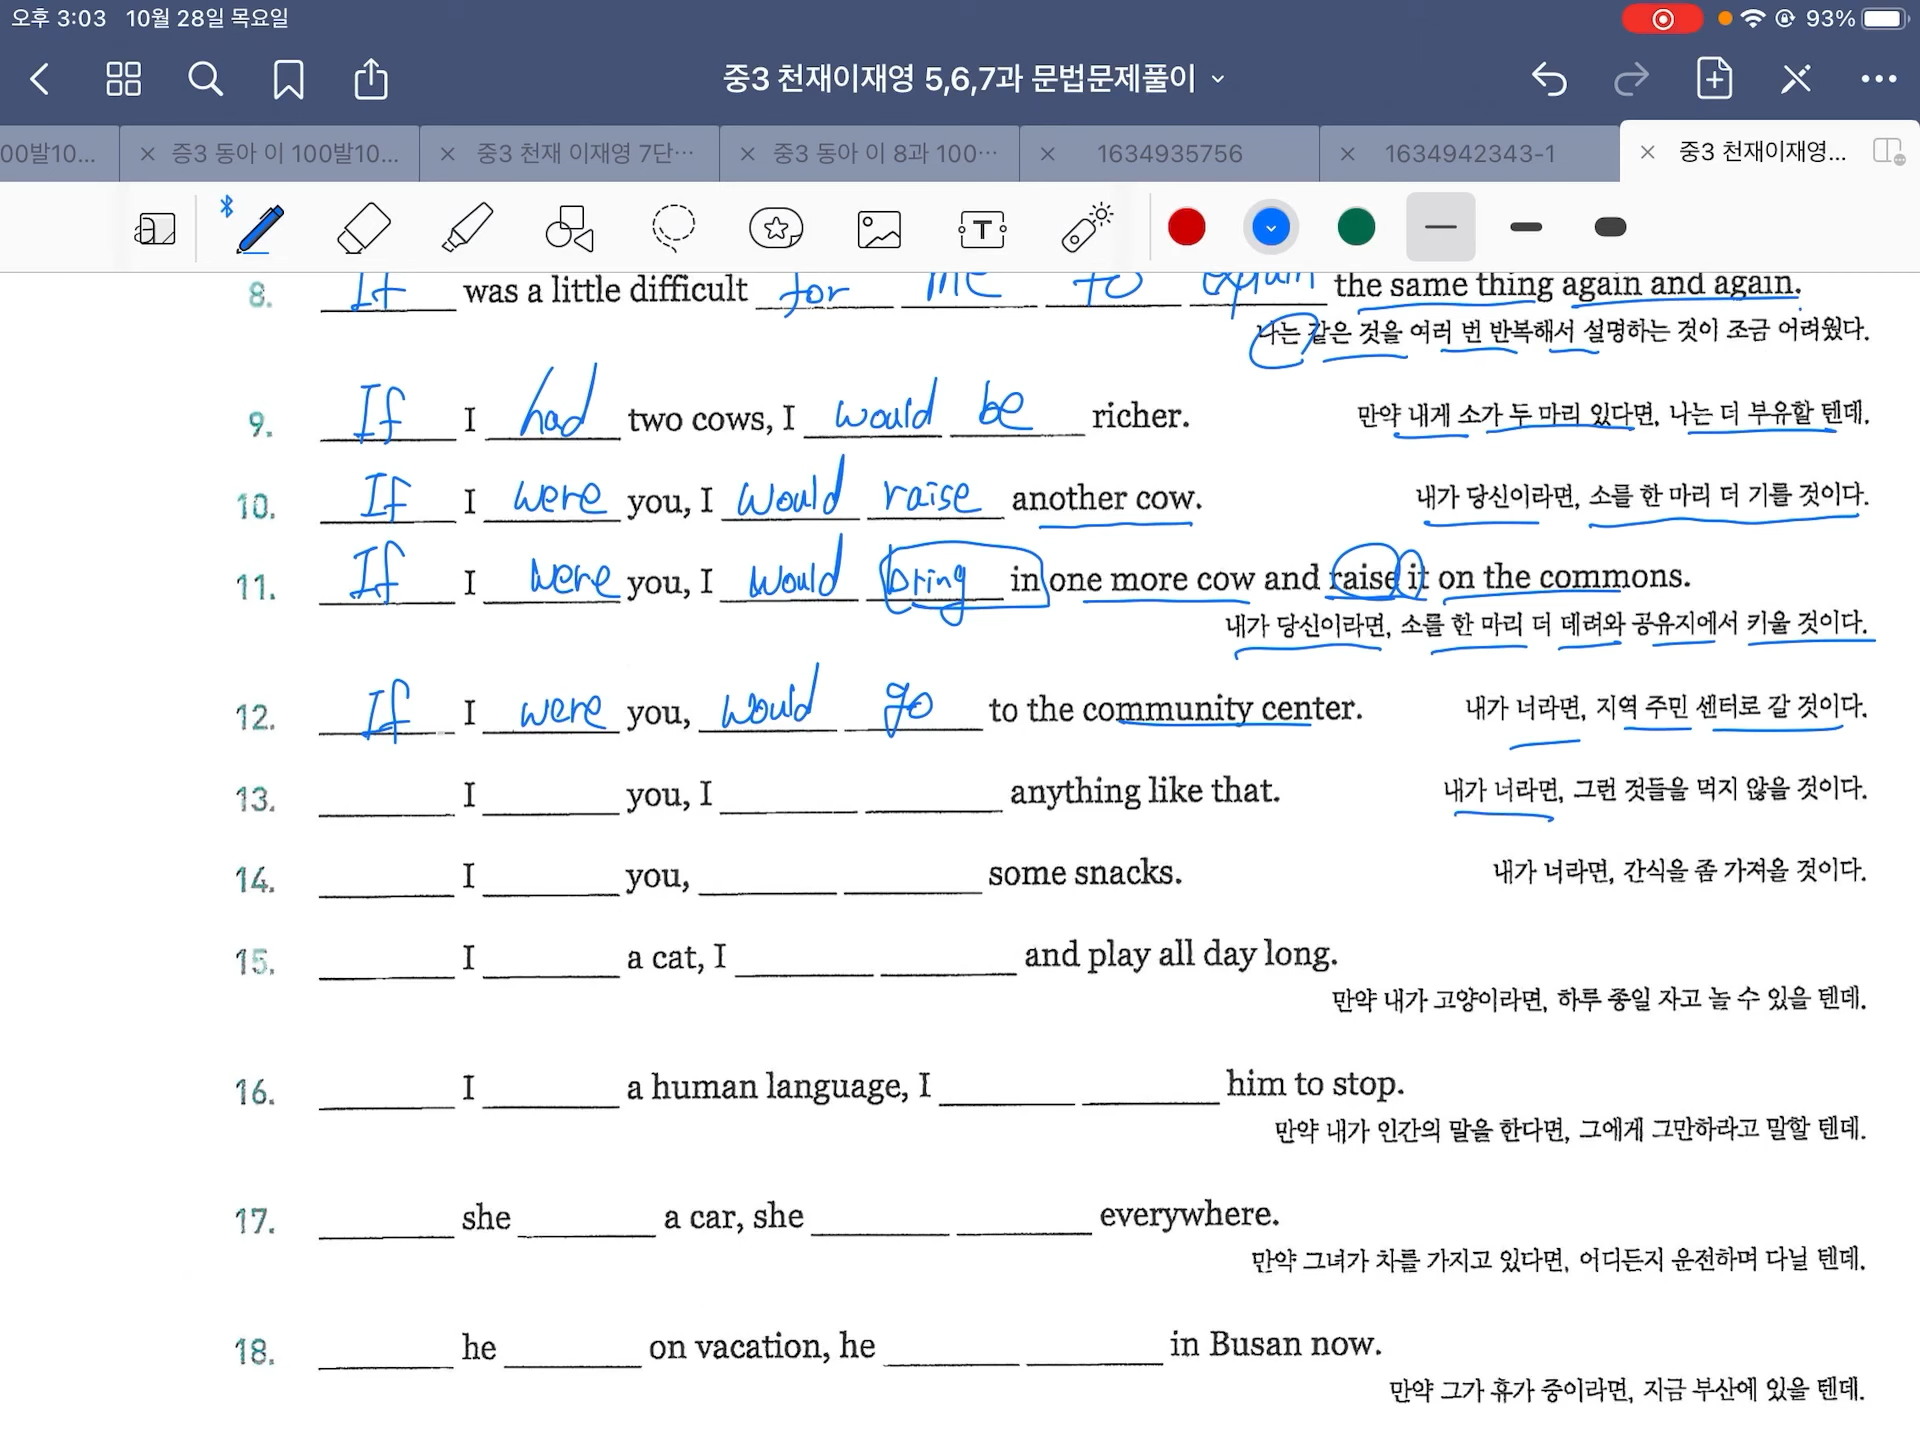 오후 3:03 10월 28일 목요일 93%
중3 천재이재영 5,6,7과 문법문제풀이
00발10... 중3 동아 이 100발10... 중3 천재 이재영 7단... 중3 동아 이 8과 100... 1634935756 1634942343-1 중3 천재이재영...
8. It was a little difficult for me to explain the same thing again and again.
나는 같은 것을 여러 번 반복해서 설명하는 것이 조금 어려웠다.
9. If I had two cows, I would be richer. 만약 내게 소가 두 마리 있다면, 나는 더 부유할 텐데.
10. If I were you, I would raise another cow. 내가 당신이라면, 소를 한 마리 더 기를 것이다.
11. If I were you, I would bring in one more cow and raise it on the commons.
내가 당신이라면, 소를 한 마리 더 데려와 공유지에서 키울 것이다.
12. If I were you, would go to the community center. 내가 너라면, 지역 주민 센터로 갈 것이다.
13. I you, I anything like that. 내가 너라면, 그런 것들을 먹지 않을 것이다.
14. I you, some snacks. 내가 너라면, 간식을 좀 가져올 것이다.
15. I a cat, I and play all day long.
만약 내가 고양이라면, 하루 종일 자고 놀 수 있을 텐데.
16. I a human language, I him to stop.
만약 내가 인간의 말을 한다면, 그에게 그만하라고 말할 텐데.
17. she a car, she everywhere.
만약 그녀가 차를 가지고 있다면, 어디든지 운전하며 다닐 텐데.
18. he on vacation, he in Busan now.
만약 그가 휴가 중이라면, 지금 부산에 있을 텐데.